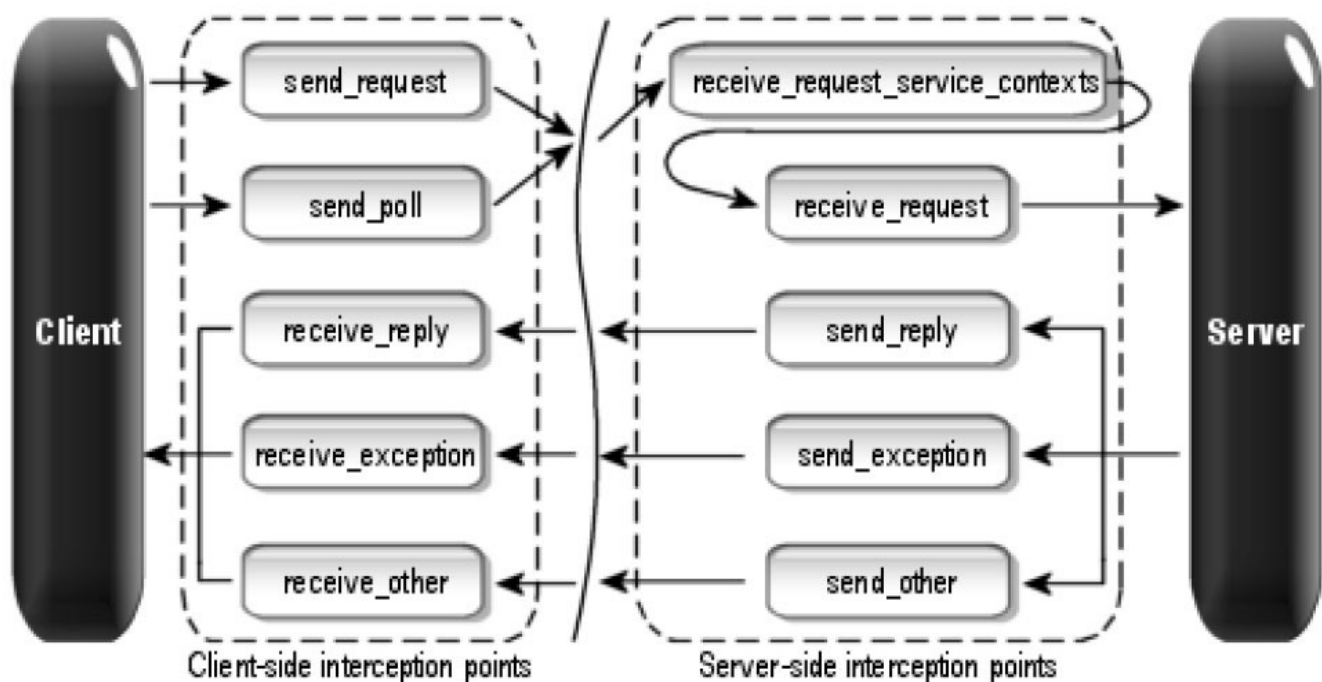 send_request
receive_request_service_contexts
send_poll
receive_request
Client
receive_reply
send_reply
Server
receive_exception
send_exception
receive_other
send_other
Client-side interception points
Server-side interception points